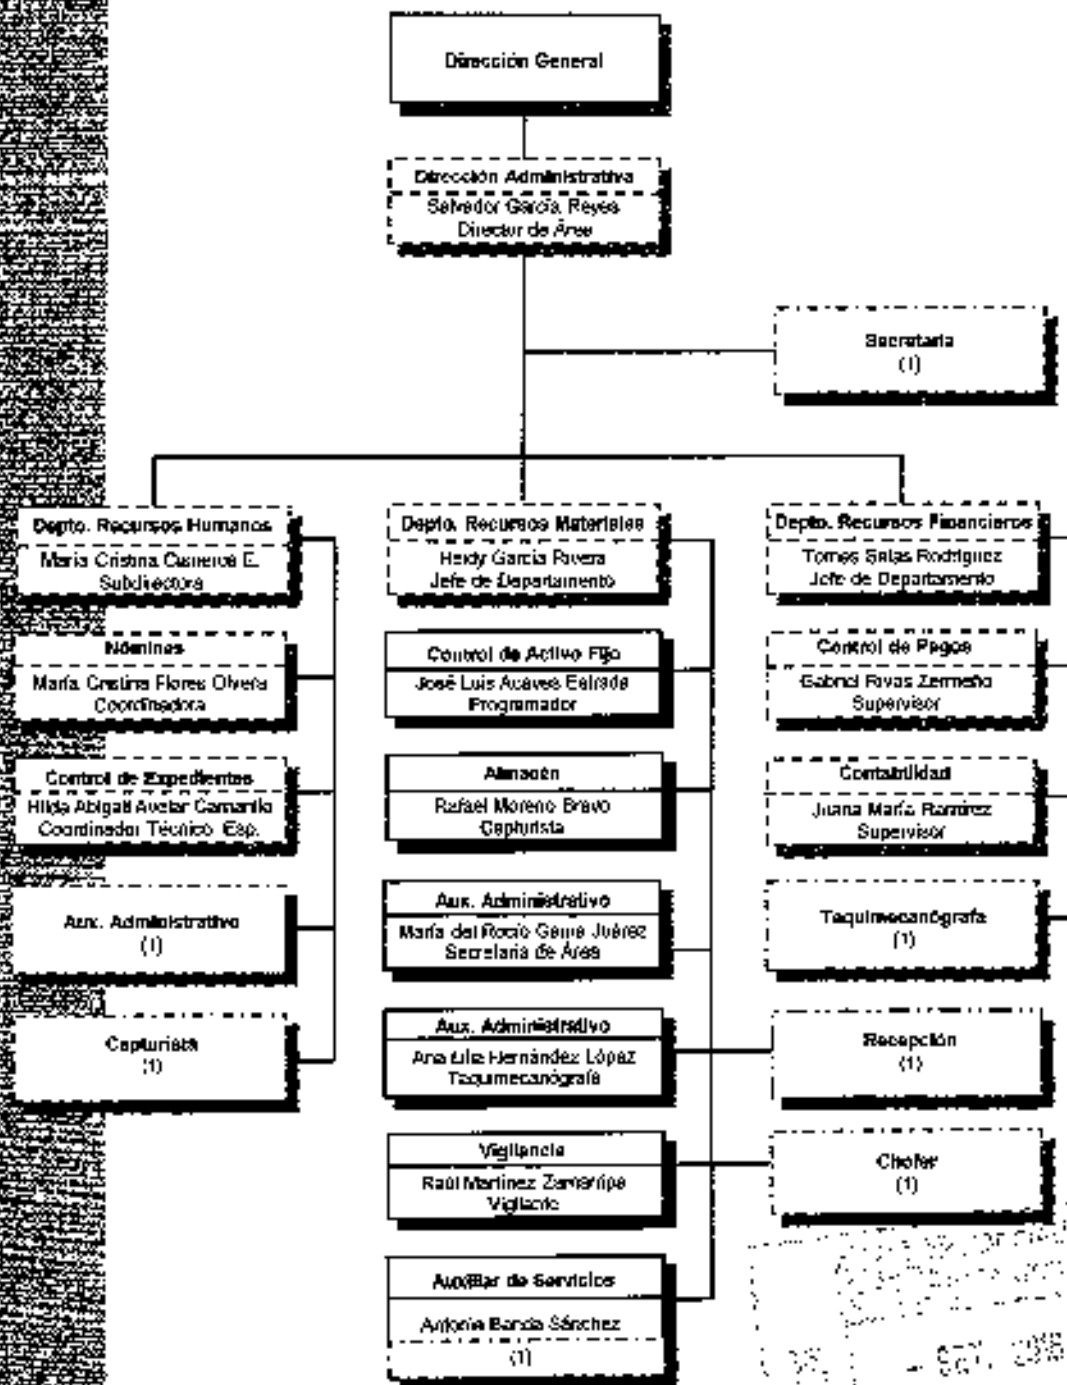 Dirección General
Dirección Administrativa
Salvador García Reyes
Director de Área
Secretaria
(1)
Depto. Recursos Humanos
María Cristina Cisneros E.
Subdirectora
Nóminas
María Cristina Flores Olvera
Coordinadora
Control de Expedientes
Hilda Abigail Avelar Camarillo
Coordinador Técnico Esp.
Aux. Administrativo
(1)
Capturista
(1)
Depto. Recursos Materiales
Heidy García Rivera
Jefe de Departamento
Control de Activo Fijo
José Luis Aceves Estrada
Programador
Almacén
Rafael Moreno Bravo
Capturista
Aux. Administrativo
María del Rocío Gama Juárez
Secretaria de Área
Aux. Administrativo
Ana Lilia Hernández López
Taquimecanógrafa
Vigilancia
Raúl Martínez Zamarripa
Vigilante
Auxiliar de Servicios
Antonia Banda Sánchez
(1)
Depto. Recursos Financieros
Tomas Salas Rodríguez
Jefe de Departamento
Control de Pagos
Gabriel Rivas Zermeño
Supervisor
Contabilidad
Juana María Ramírez
Supervisor
Taquimecanógrafa
(1)
Recepción
(1)
Chofer
(1)